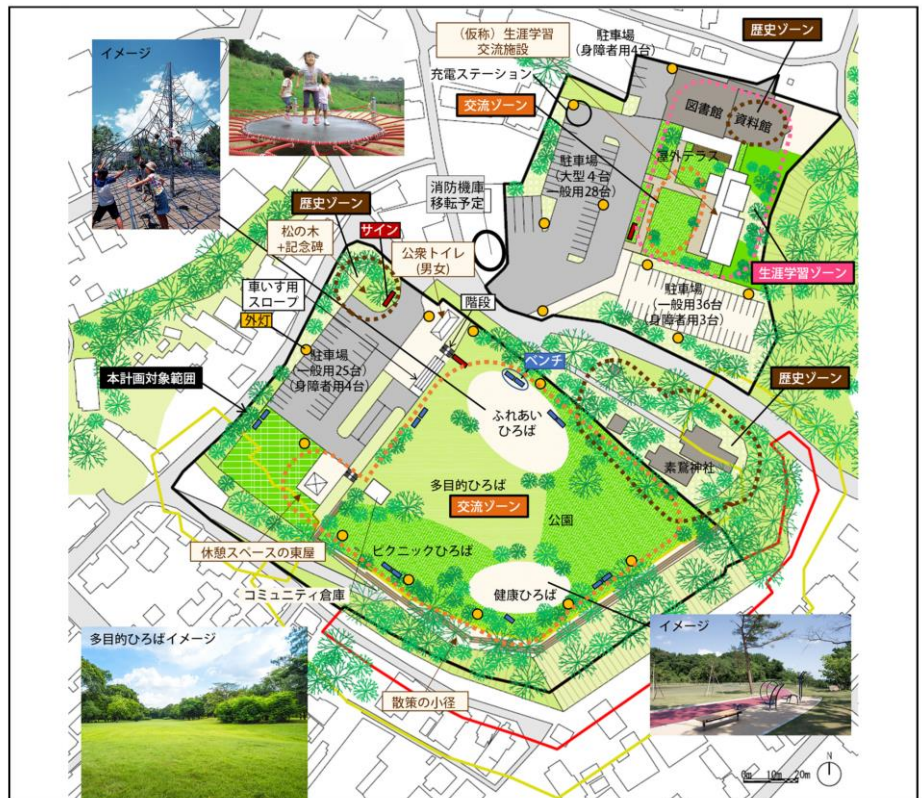 イメージ
（仮称）生涯学習
交流施設
駐車場
（身障者用4台）
歴史ゾーン
充電ステーション
交流ゾーン
図書館
資料館
屋外テラス
駐車場
（大型４台
一般用28台）
消防機庫
移転予定
歴史ゾーン
サイン
松の木
+記念碑
公衆トイレ
(男女)
車いす用
スロープ
階段
外灯
生涯学習ゾーン
駐車場
（一般用36台）
（身障者用3台）
駐車場
（一般用25台）
（身障者用4台）
ベンチ
本計画対象範囲
歴史ゾーン
ふれあい
ひろば
素鵞神社
多目的ひろば
交流ゾーン
公園
休憩スペースの東屋
ピクニックひろば
コミュニティ倉庫
健康ひろば
多目的ひろばイメージ
イメージ
散策の小径
N
0m 10m 20m